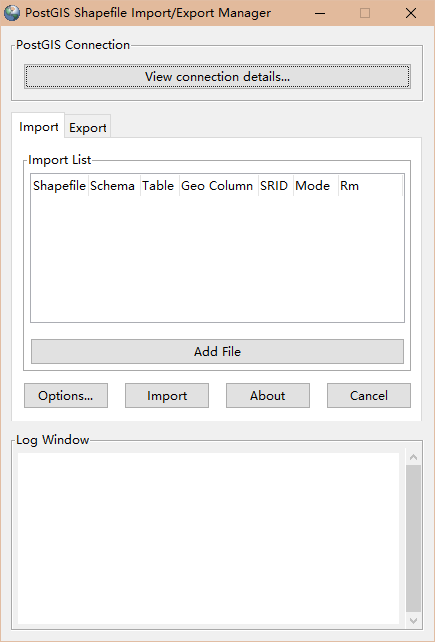 PostGIS Shapefile Import/Export Manager
PostGIS Connection
View connection details...
Import Export
Import List
Shapefile Schema Table Geo Column SRID Mode Rm
Add File
Options... Import About Cancel
Log Window